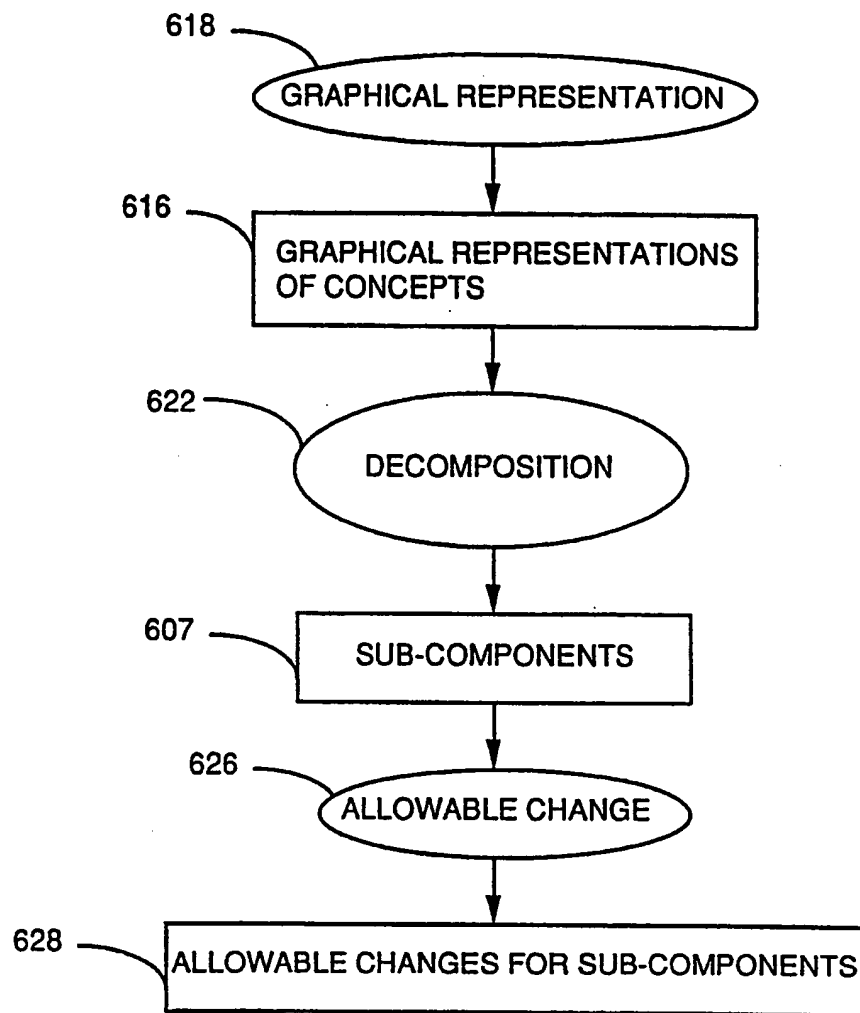 618
GRAPHICAL REPRESENTATION
616
GRAPHICAL REPRESENTATIONS
OF CONCEPTS
622
DECOMPOSITION
607
SUB-COMPONENTS
626
ALLOWABLE CHANGE
628
ALLOWABLE CHANGES FOR SUB-COMPONENTS